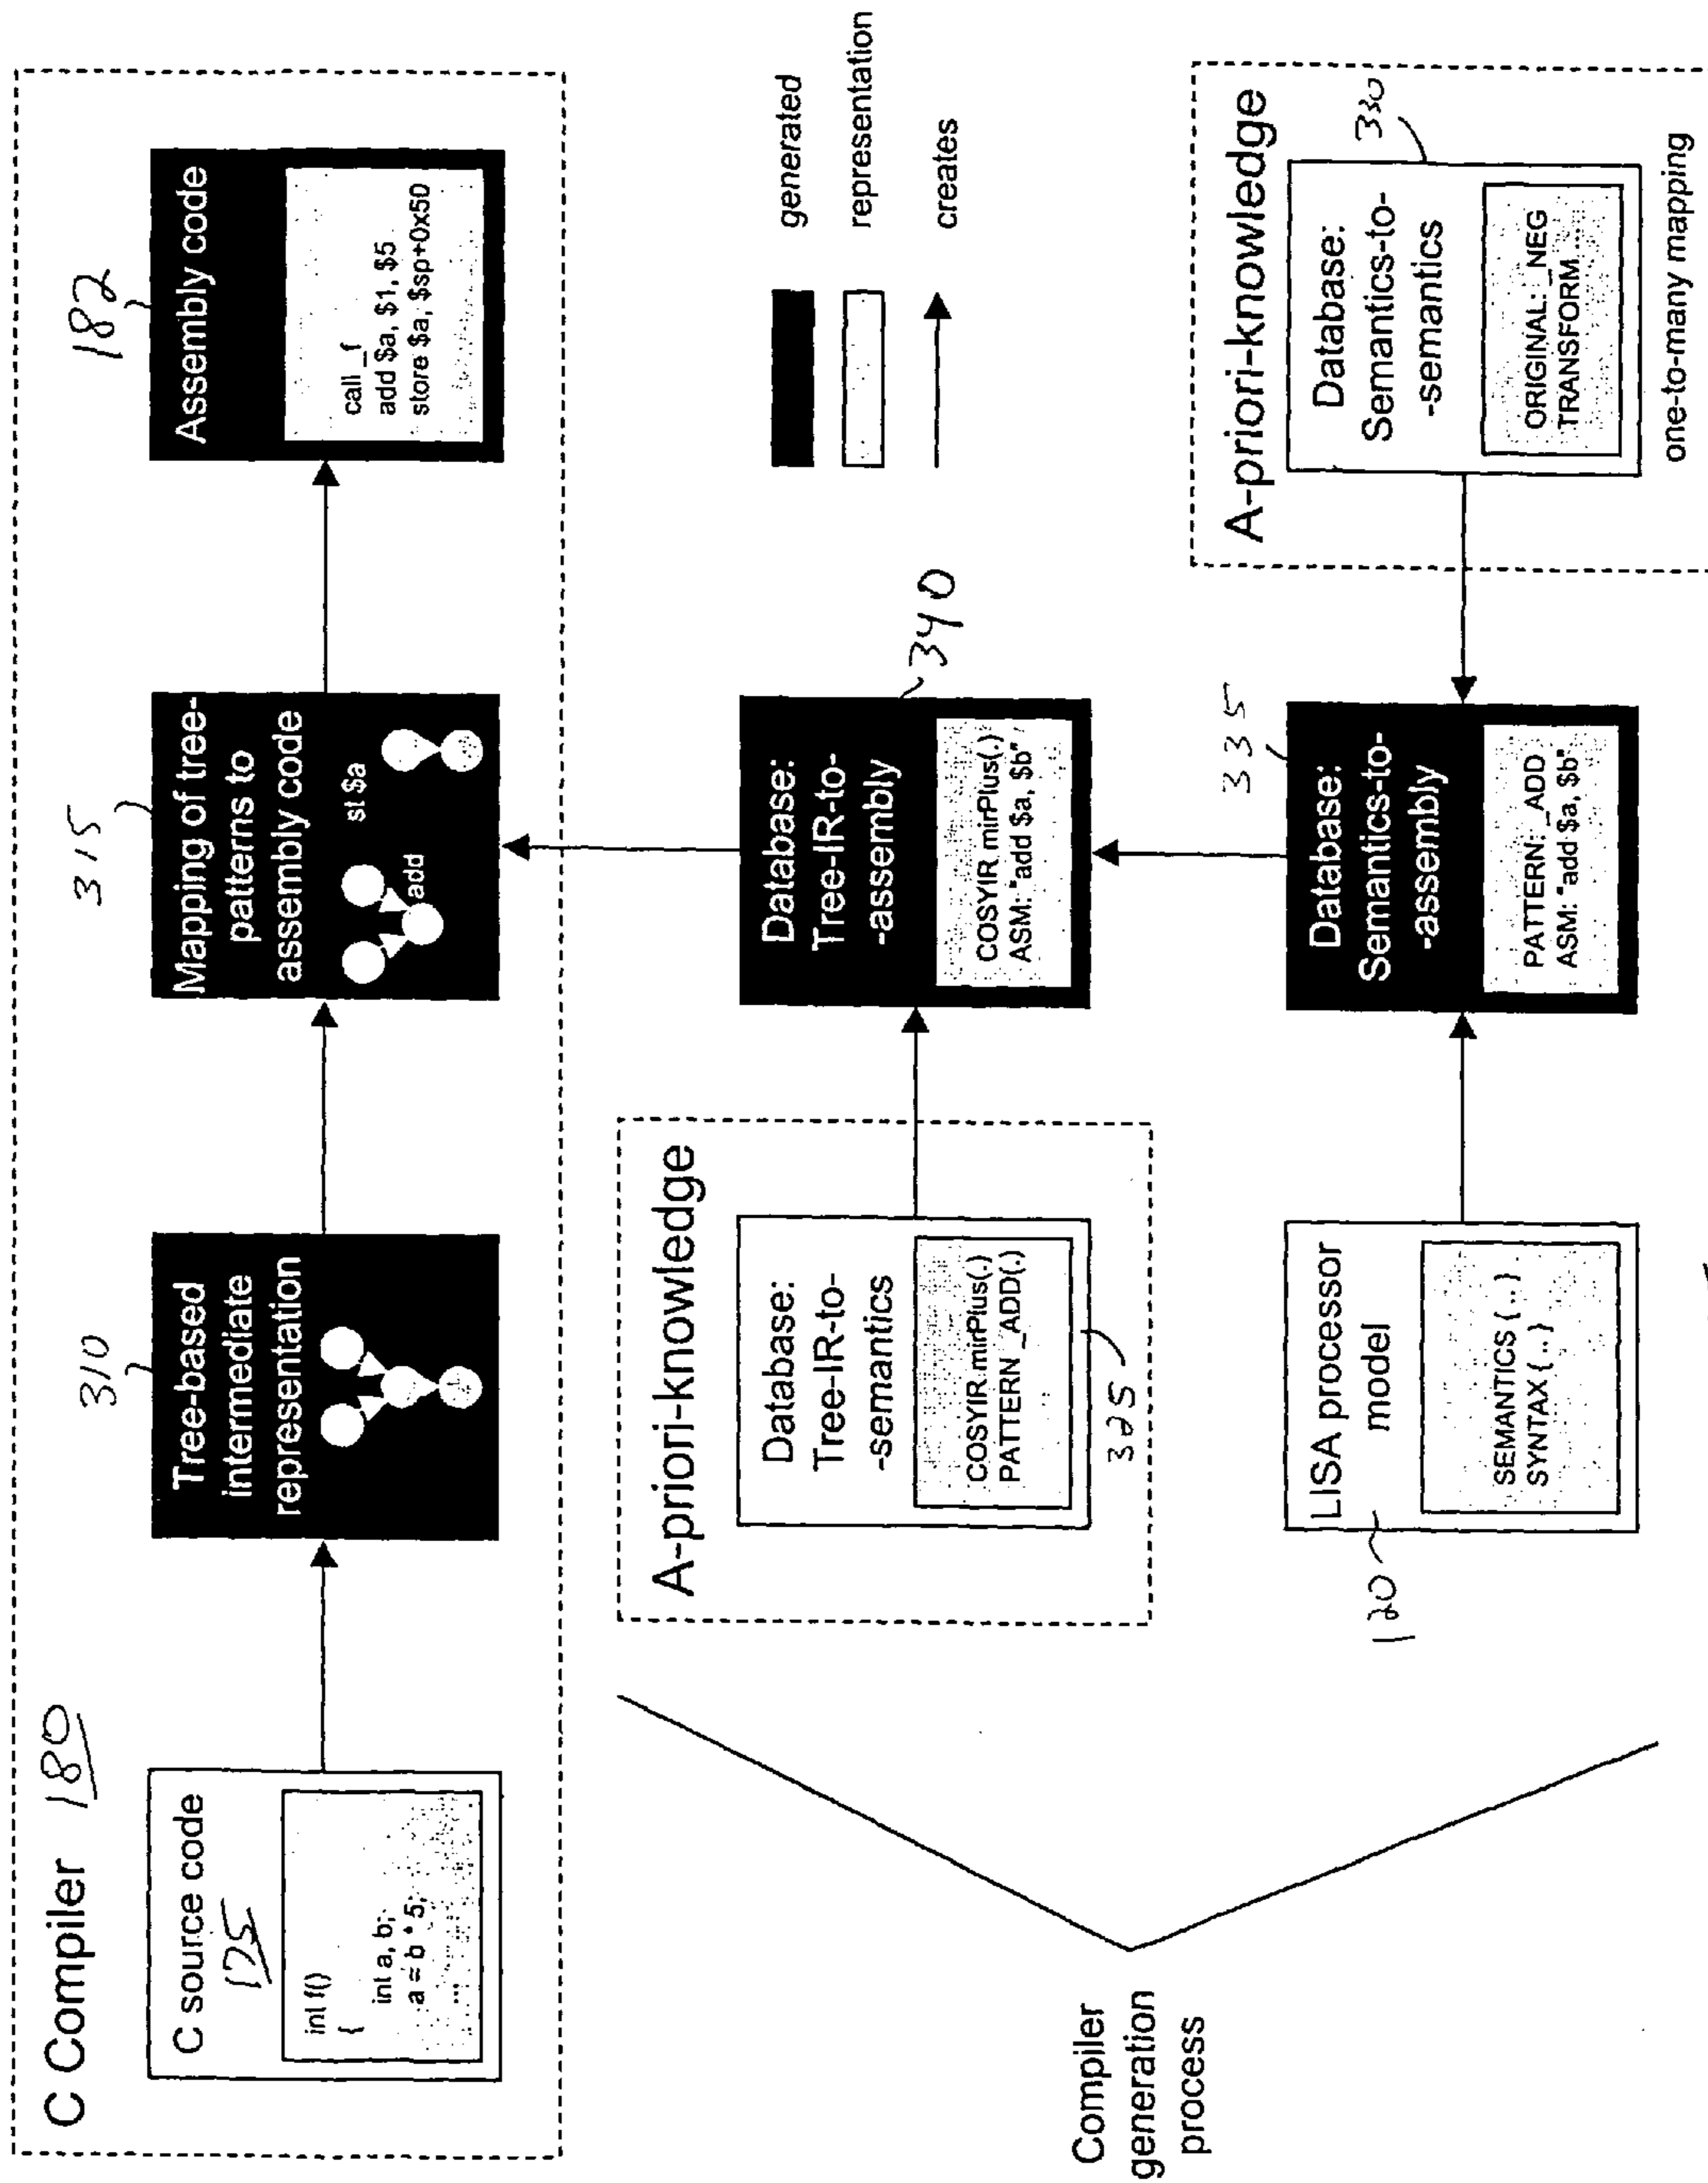 C Compiler 180
C source code
175
int f()
{
int a, b;
a = b * 5;
...
310
Tree-based
intermediate
representation
315
Mapping of tree-
patterns to
assembly code
st $a
add
182
Assembly code
call _f
add $a, $1, $5
store $a, $sp+0x50
Compiler
generation
process
A-priori-knowledge
Database:
Tree-IR-to-
-semantics
COSYIR mirPlus(.)
PATTERN _ADD(.)
325
Database:
Tree-IR-to-
-assembly
COSYIR mirPlus(.)
ASM: "add $a, $b"
340
generated
representation
creates
120
LISA processor
model
SEMANTICS { .. }
SYNTAX { .. }
335
Database:
Semantics-to-
-assembly
PATTERN: _ADD
ASM: "add $a, $b"
A-priori-knowledge
Database:
Semantics-to-
-semantics
330
ORIGINAL: _NEG
TRANSFORM ...
one-to-many mapping